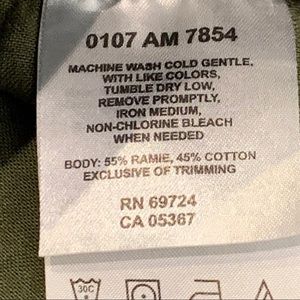 0107 AM 7854
MACHINE WASH COLD GENTLE,
WITH LIKE COLORS,
TUMBLE DRY LOW,
REMOVE PROMPTLY,
IRON MEDIUM,
NON-CHLORINE BLEACH
WHEN NEEDED
BODY: 55% RAMIE, 45% COTTON
EXCLUSIVE OF TRIMMING
RN 69724
CA 05367
30C